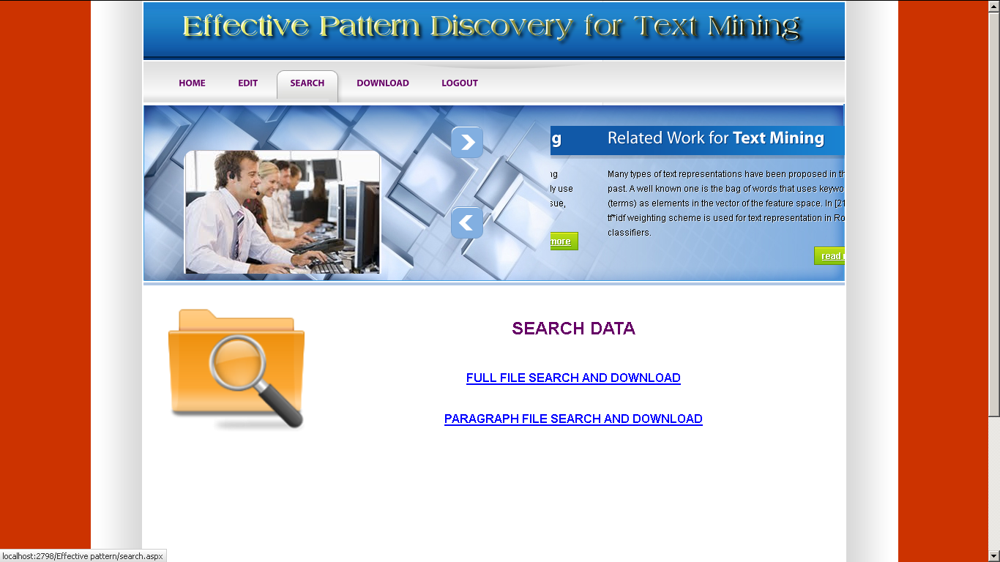 Effective Pattern Discovery for Text Mining
HOME EDIT SEARCH DOWNLOAD LOGOUT
g
Related Work for Text Mining
ng
ly use
sue,
more
Many types of text representations have been proposed in th
past. A well known one is the bag of words that uses keywo
(terms) as elements in the vector of the feature space. In [21
tf*idf weighting scheme is used for text representation in Ro
classifiers.
read
SEARCH DATA
FULL FILE SEARCH AND DOWNLOAD
PARAGRAPH FILE SEARCH AND DOWNLOAD
localhost:2798/Effective pattern/search.aspx